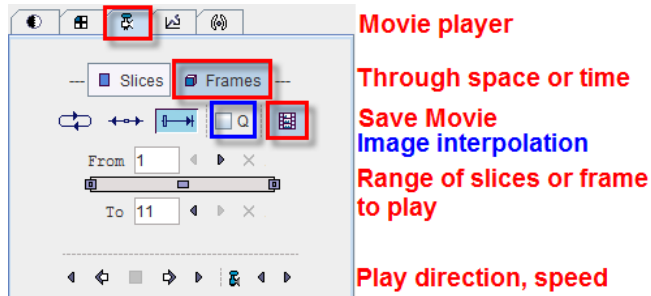 Movie player
Slices Frames
Through space or time
Q
Save Movie
Image interpolation
From 1
Range of slices or frame
to play
To 11
Play direction, speed